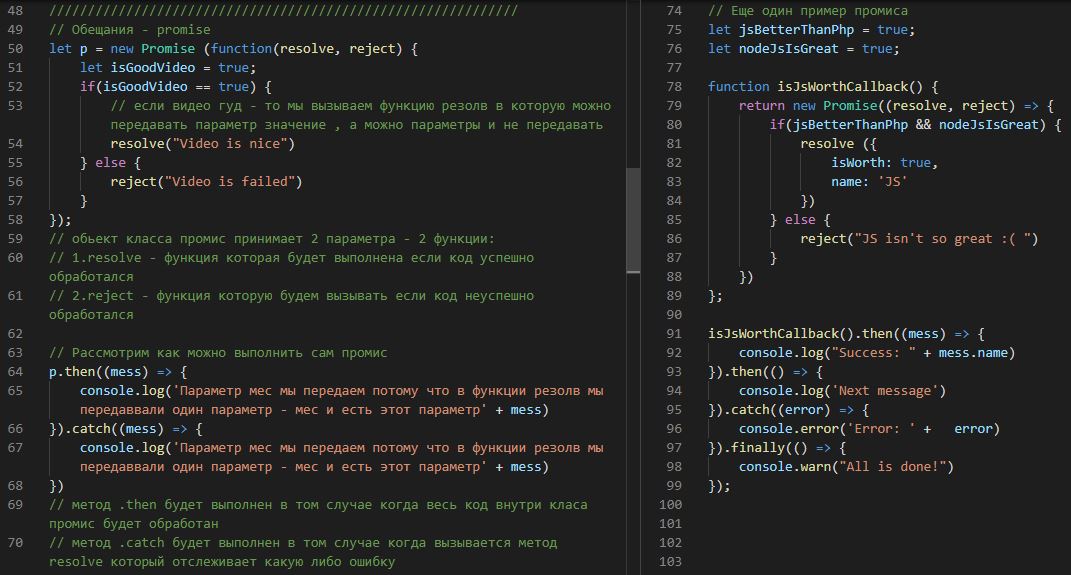 48 /////////////////////////////////////////////////////////////
49 // Обещания - promise
50 let p = new Promise (function(resolve, reject) {
51 let isGoodVideo = true;
52 if(isGoodVideo == true) {
53 // если видео гуд - то мы вызываем функцию резолв в которую можно
передавать параметр значение , а можно параметры и не передавать
54 resolve("Video is nice")
55 } else {
56 reject("Video is failed")
57 }
58 });
59 // обьект класса промис принимает 2 параметра - 2 функции:
60 // 1.resolve - функция которая будет выполнена если код успешно
обработался
61 // 2.reject - функция которую будем вызывать если код неуспешно
обработался
62
63 // Рассмотрим как можно выполнить сам промис
64 p.then((mess) => {
65 console.log('Параметр мес мы передаем потому что в функции резолв мы
передаввали один параметр - мес и есть этот параметр' + mess)
66 }).catch((mess) => {
67 console.log('Параметр мес мы передаем потому что в функции резолв мы
передаввали один параметр - мес и есть этот параметр' + mess)
68 })
69 // метод .then будет выполнен в том случае когда весь код внутри класа
промис будет обработан
70 // метод .catch будет выполнен в том случае когда вызывается метод
resolve который отслеживает какую либо ошибку
74 // Еще один пример промиса
75 let jsBetterThanPhp = true;
76 let nodeJsIsGreat = true;
77
78 function isJsWorthCallback() {
79 return new Promise((resolve, reject) => {
80 if(jsBetterThanPhp && nodeJsIsGreat) {
81 resolve ({
82 isWorth: true,
83 name: 'JS'
84 })
85 } else {
86 reject("JS isn't so great :( ")
87 }
88 })
89 };
90
91 isJsWorthCallback().then((mess) => {
92 console.log("Success: " + mess.name)
93 }).then(() => {
94 console.log('Next message')
95 }).catch((error) => {
96 console.error('Error: ' +   error)
97 }).finally(() => {
98 console.warn("All is done!")
99 });
100
101
102
103